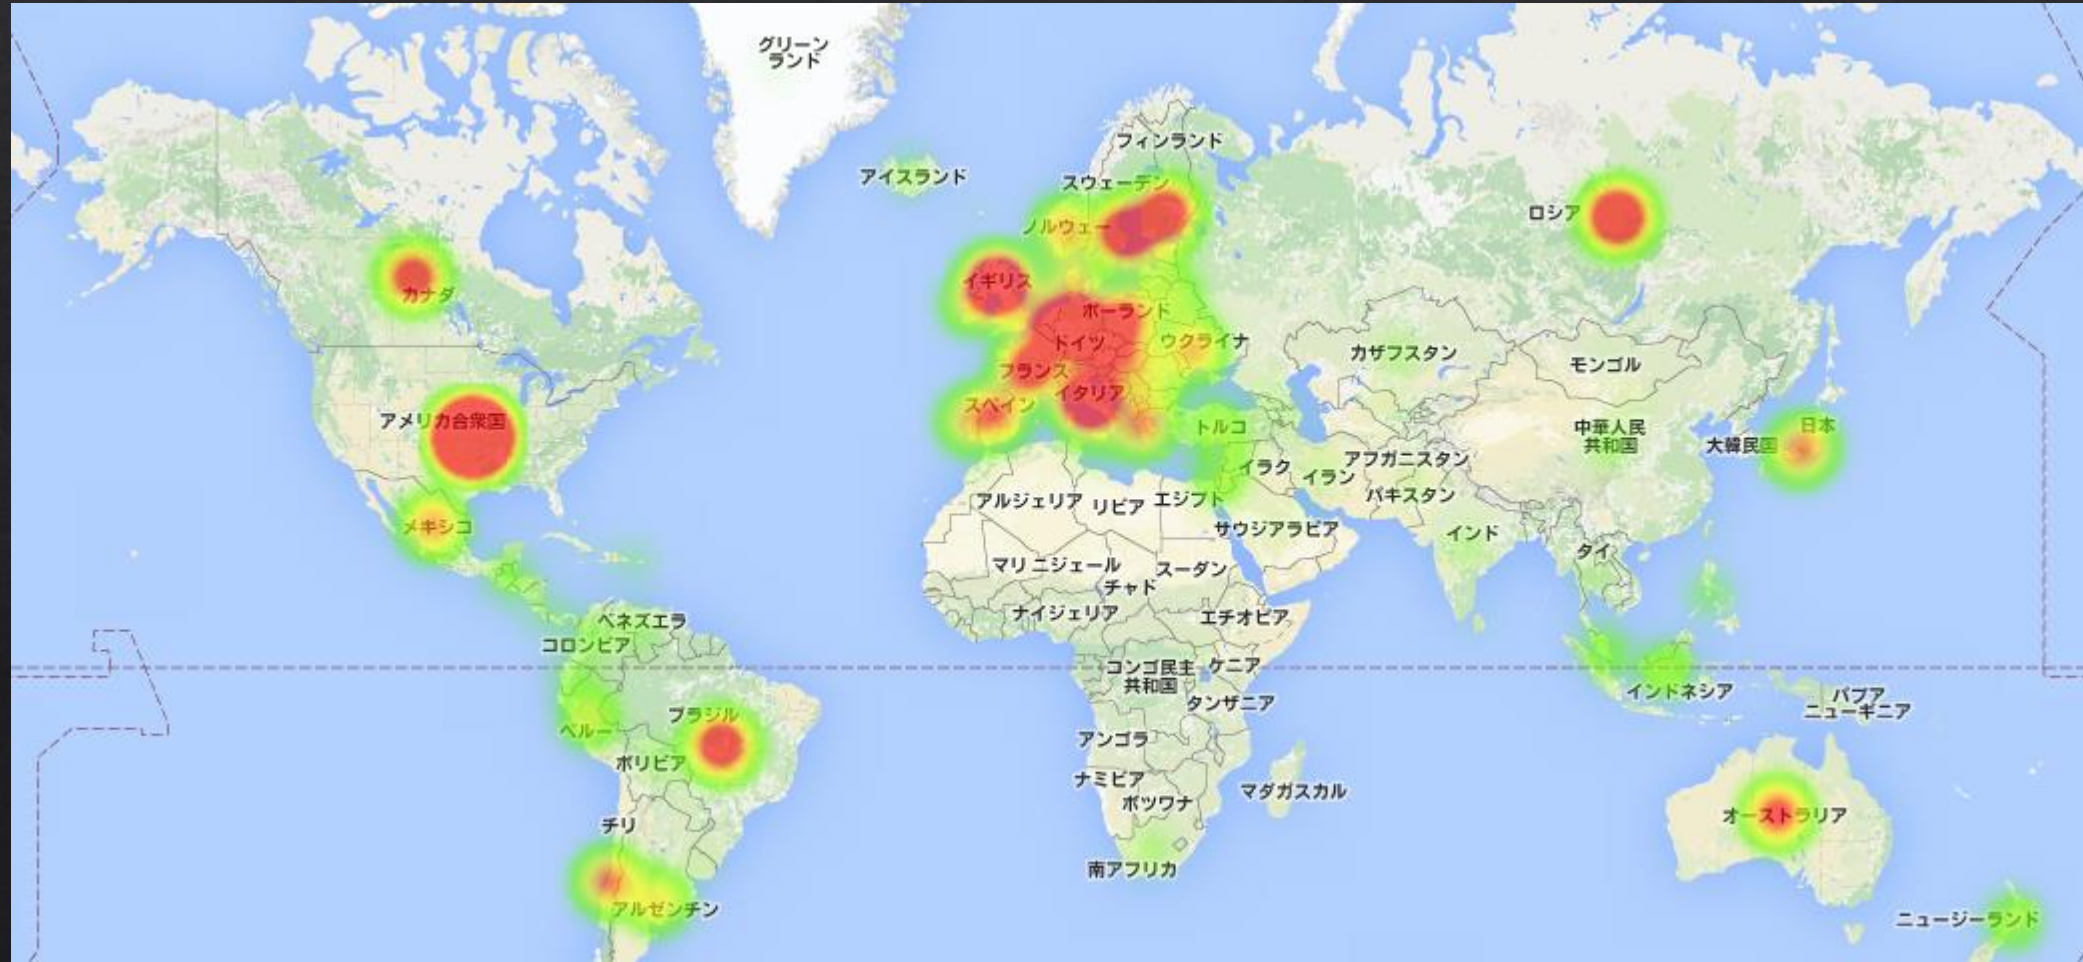 グリーン
ランド
フィンランド
アイスランド
スウェーデン
ロシア
ノルウェー
イギリス
カナダ
ポーランド
ドイツ
ウクライナ
カザフスタン
モンゴル
フランス
イタリア
スペイン
アメリカ合衆国
トルコ
中華人民
共和国
日本
大韓民国
イラク
イラン
アフガニスタン
パキスタン
アルジェリア
リビア
エジプト
メキシコ
サウジアラビア
インド
タイ
マリ
ニジェール
スーダン
チャド
ナイジェリア
エチオピア
ベネズエラ
コロンビア
コンゴ民主
共和国
ケニア
インドネシア
パプア
ニューギニア
タンザニア
ブラジル
ペルー
アンゴラ
ボリビア
ナミビア
ボツワナ
マダガスカル
オーストラリア
チリ
南アフリカ
アルゼンチン
ニュージーランド